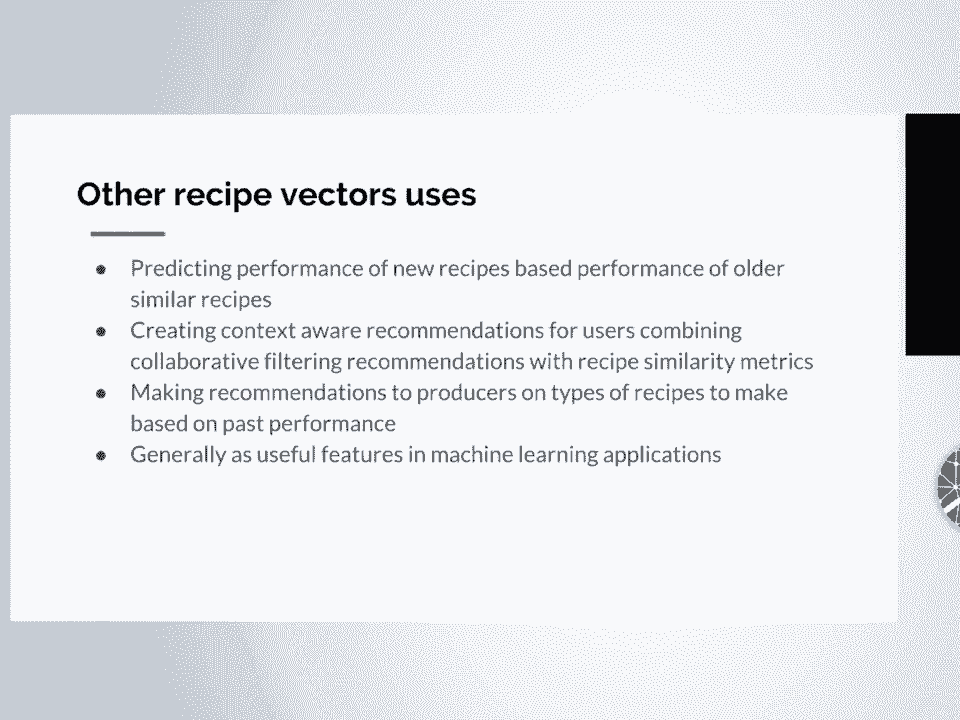 Other recipe vectors uses
Predicting performance of new recipes based performance of older
similar recipes
Creating context aware recommendations for users combining
collaborative filtering recommendations with recipe similarity metrics
Making recommendations to producers on types of recipes to make
based on past performance
Generally as useful features in machine learning applications